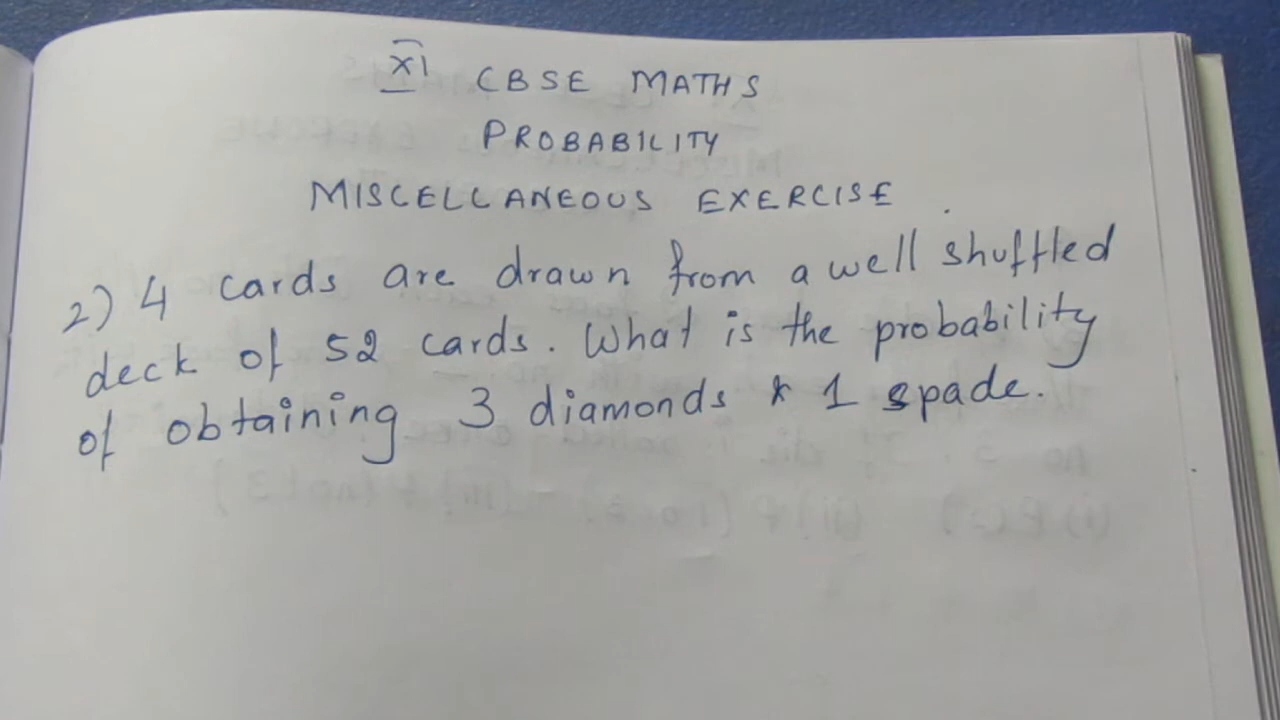 XI CBSE MATHS
PROBABILITY
MISCELLANEOUS EXERCISE
2) 4 cards are drawn from a well shuffled
deck of 52 cards. What is the probability
of obtaining 3 diamonds & 1 spade.